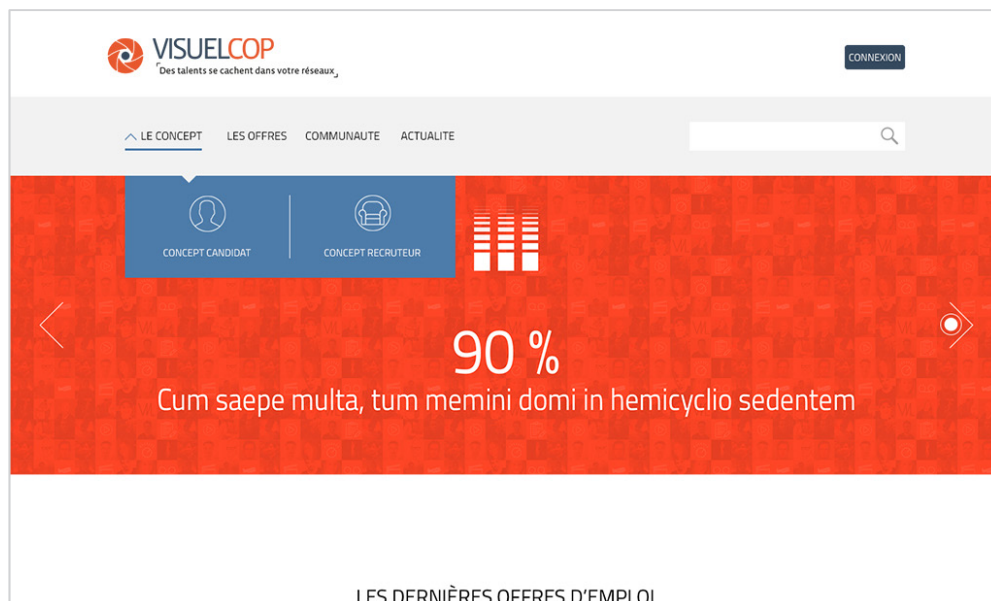 VISUELCOP
Des talents se cachent dans votre réseaux
CONNEXION
LE CONCEPT LES OFFRES COMMUNAUTE ACTUALITE
CONCEPT CANDIDAT CONCEPT RECRUTEUR
90 %
Cum saepe multa, tum memini domi in hemicyclio sedentem
LES DERNIÈRES OFFRES D'EMPLOI